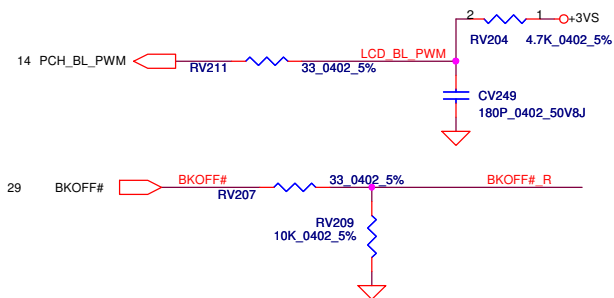 2 1 +3VS
RV204 4.7K_0402_5%
14 PCH_BL_PWM LCD_BL_PWM
RV211 33_0402_5%
CV249
180P_0402_50V8J
29 BKOFF# BKOFF# 33_0402_5% BKOFF#_R
RV207
RV209
10K_0402_5%